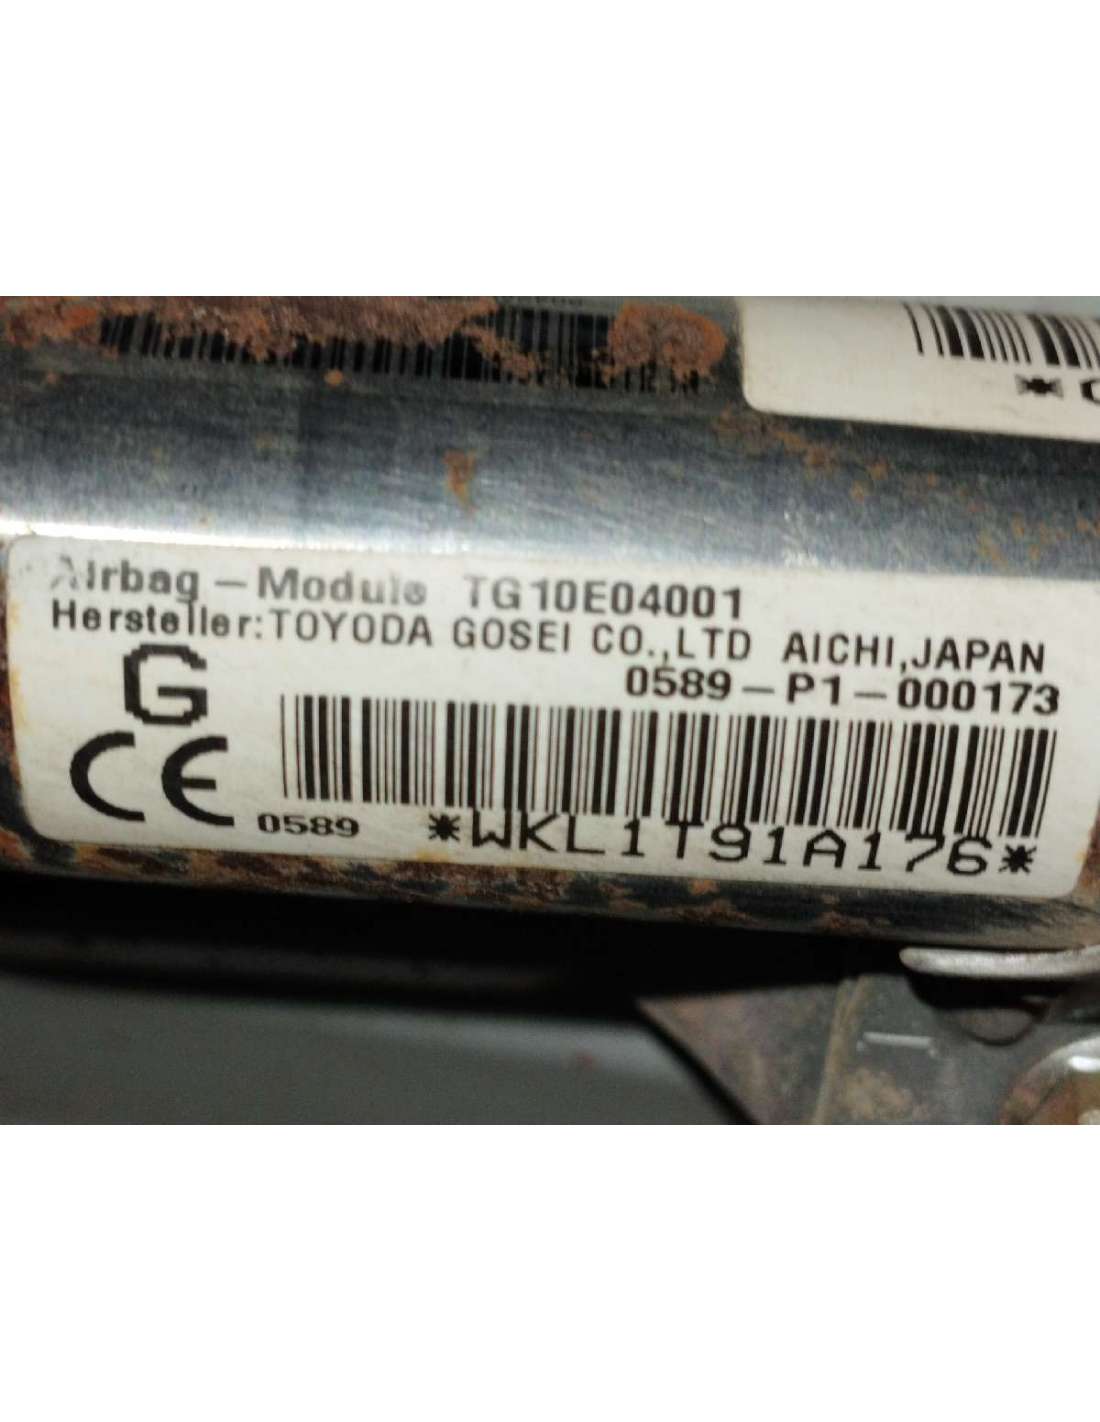 Airbag – Module TG10E04001
Hersteller: TOYODA GOSEI CO.,LTD AICHI,JAPAN
0589–P1–000173
G
CE 0589
*WKL1T91A176*